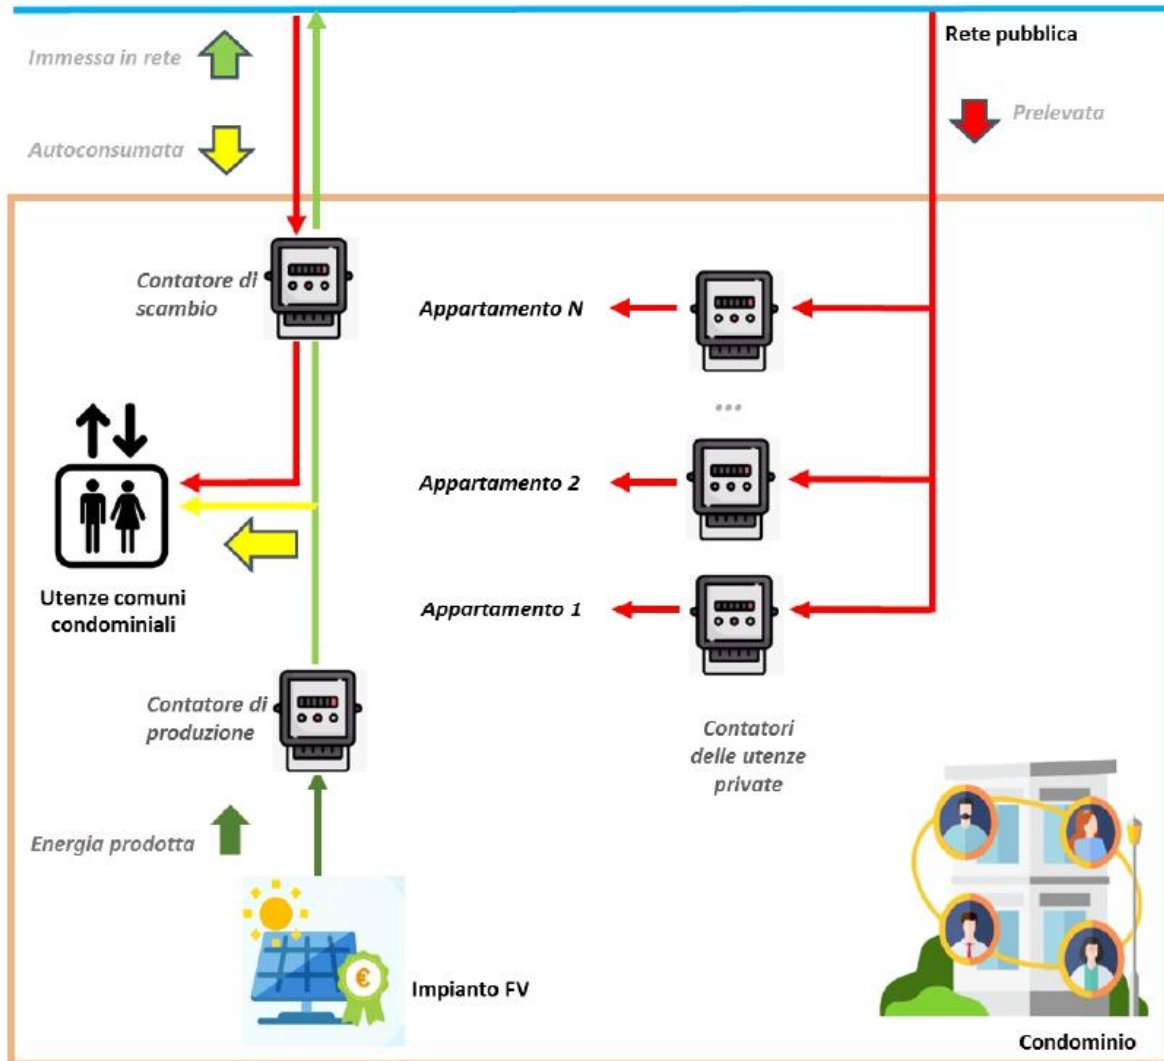 Rete pubblica
Immessa in rete
Prelevata
Autoconsumata
Contatore di
scambio
Appartamento N
...
Appartamento 2
Utenze comuni
condominiali
Appartamento 1
Contatore di
produzione
Contatori
delle utenze
private
Energia prodotta
€
Impianto FV
Condominio